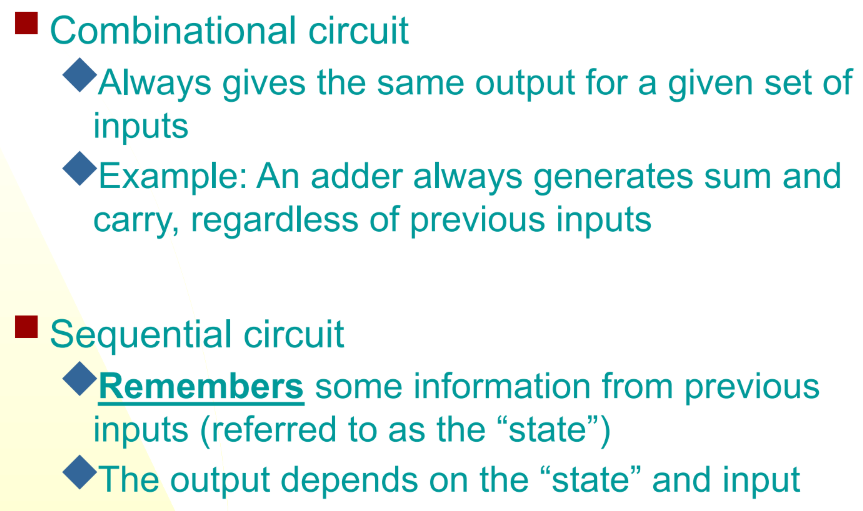 Combinational circuit
Always gives the same output for a given set of
inputs
Example: An adder always generates sum and
carry, regardless of previous inputs
Sequential circuit
Remembers some information from previous
inputs (referred to as the “state”)
The output depends on the “state” and input